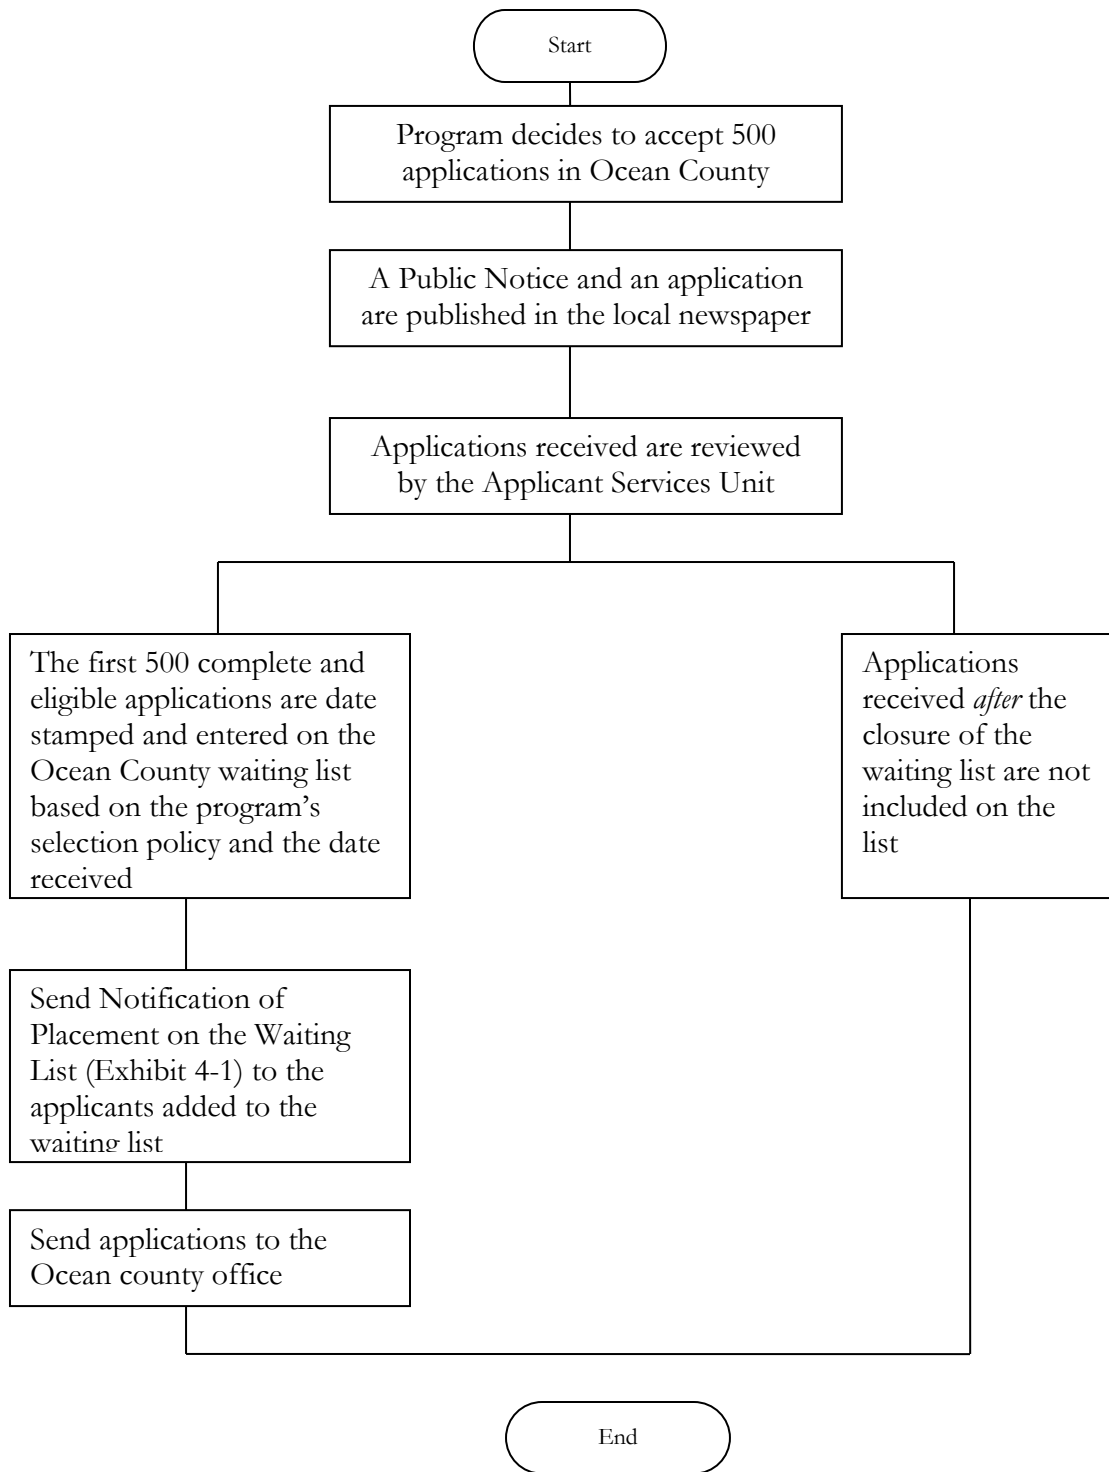 Start
Program decides to accept 500
applications in Ocean County
A Public Notice and an application
are published in the local newspaper
Applications received are reviewed
by the Applicant Services Unit
The first 500 complete and
eligible applications are date
stamped and entered on the
Ocean County waiting list
based on the program’s
selection policy and the date
received
Applications
received after the
closure of the
waiting list are not
included on the
list
Send Notification of
Placement on the Waiting
List (Exhibit 4-1) to the
applicants added to the
waiting list
Send applications to the
Ocean county office
End